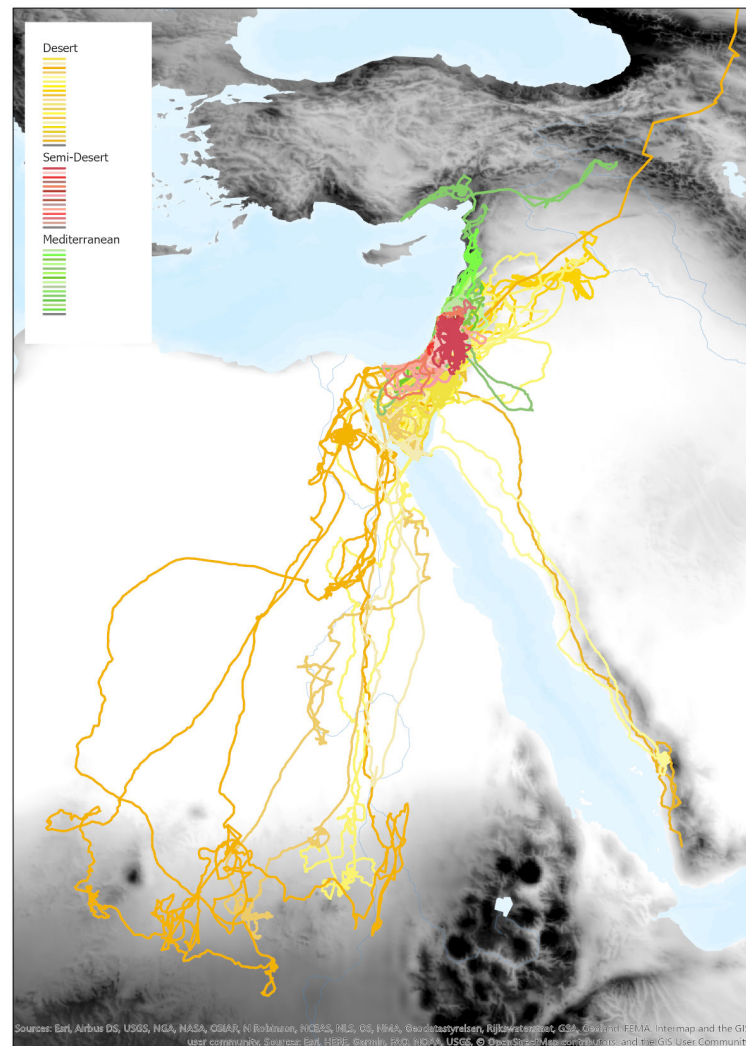 Desert
Semi-Desert
Mediterranean
Sources: Esri, Airbus DS, USGS, NGA, NASA, CGIAR, N Robinson, NCEAS, NLS, OS, NMA, Geodatastyrelsen, Rijkswaterstaat, GSA, Geoland, FEMA, Intermap and the GIS
user community, Sources: Esri, HERE, Garmin, FAO, NOAA, USGS, © OpenStreetMap contributors, and the GIS User Community